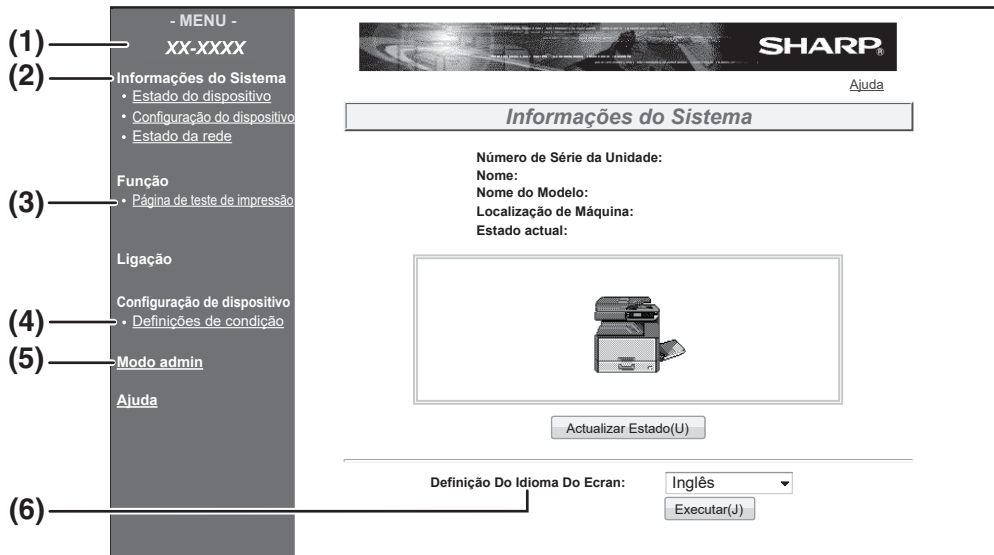 - MENU -
(1)
XX-XXXX
(2)
Informações do Sistema
• Estado do dispositivo
• Configuração do dispositivo
• Estado da rede
Função
(3)
• Página de teste de impressão
Ligação
Configuração de dispositivo
(4)
• Definições de condição
(5)
Modo admin
Ajuda
SHARP®
Ajuda
Informações do Sistema
Número de Série da Unidade:
Nome:
Nome do Modelo:
Localização de Máquina:
Estado actual:
Actualizar Estado(U)
(6)
Definição Do Idioma Do Ecran:
Inglês
Executar(J)